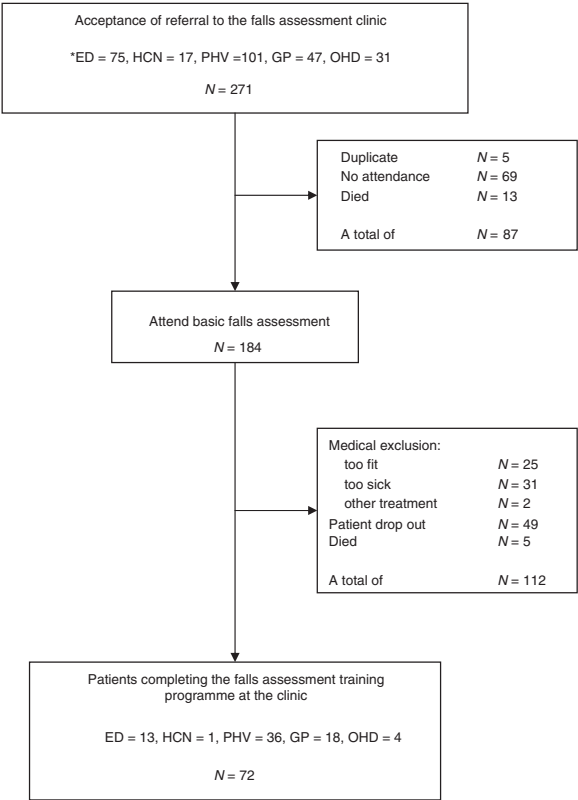 Acceptance of referral to the falls assessment clinic
*ED = 75, HCN = 17, PHV =101, GP = 47, OHD = 31
N = 271
Duplicate N = 5
No attendance N = 69
Died N = 13
A total of N = 87
Attend basic falls assessment
N = 184
Medical exclusion:
too fit N = 25
too sick N = 31
other treatment N = 2
Patient drop out N = 49
Died N = 5
A total of N = 112
Patients completing the falls assessment training
programme at the clinic
ED = 13, HCN = 1, PHV = 36, GP = 18, OHD = 4
N = 72